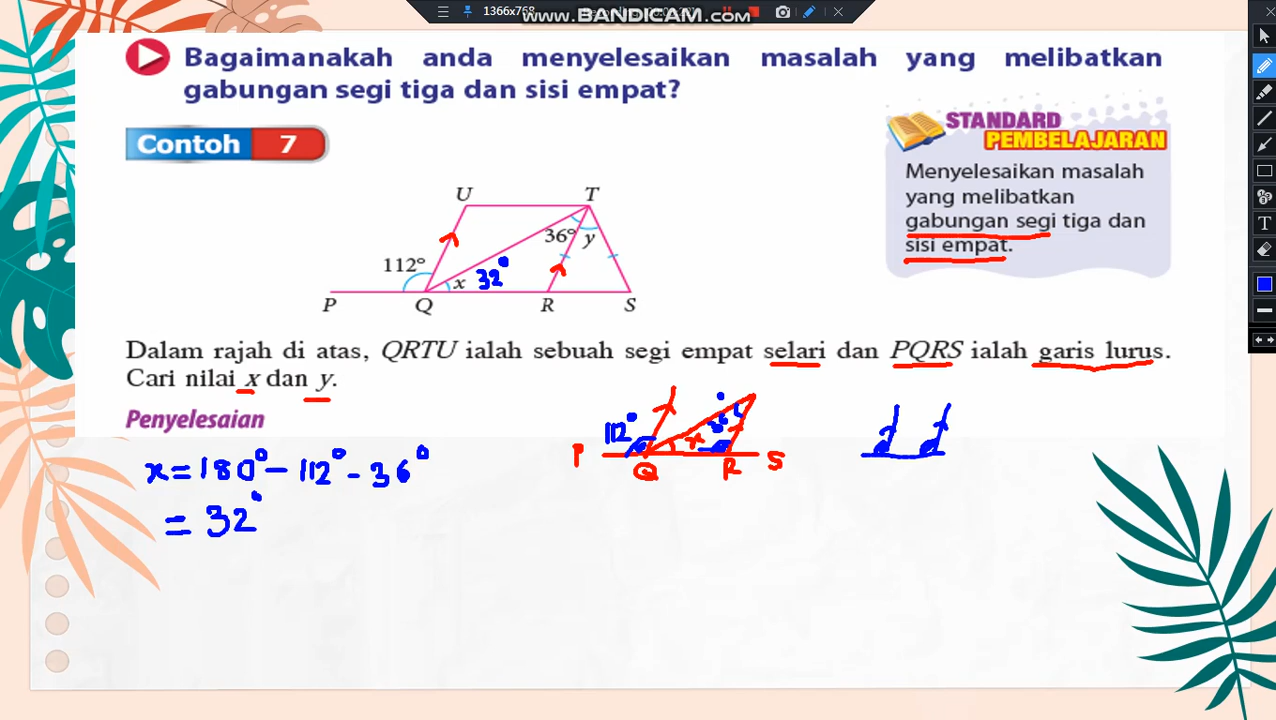 1366x768
www.BANDICAM.com
Bagaimanakah anda menyelesaikan masalah yang melibatkan
gabungan segi tiga dan sisi empat?
Contoh 7
STANDARD
PEMBELAJARAN
Menyelesaikan masalah
yang melibatkan
gabungan segi tiga dan
sisi empat.
U T
36° y
112° x 32°
P Q R S
Dalam rajah di atas, QRTU ialah sebuah segi empat selari dan PQRS ialah garis lurus.
Cari nilai x dan y.
Penyelesaian
x = 180° - 112° - 36°
= 32°
112° x
P Q R S
T